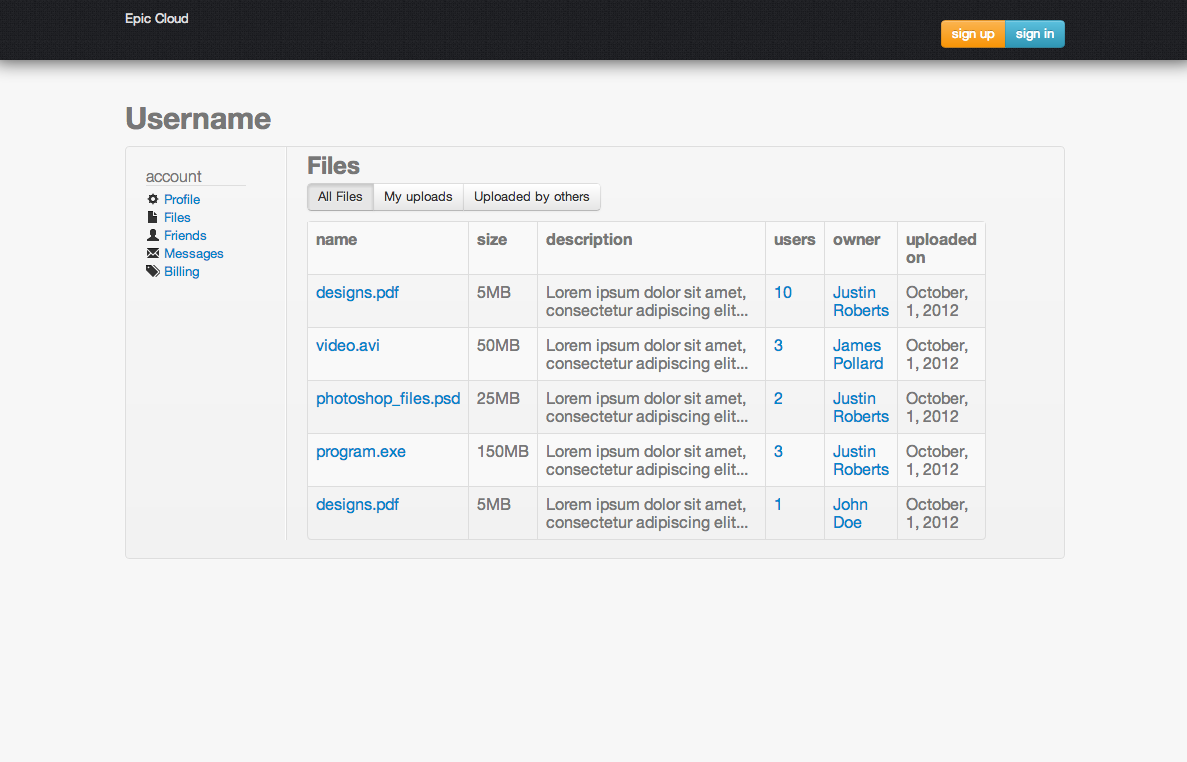 Epic Cloud
sign up sign in
Username
account
Profile
Files
Friends
Messages
Billing
Files
All Files My uploads Uploaded by others
name size description users owner uploaded
on
designs.pdf 5MB Lorem ipsum dolor sit amet, 10 Justin October,
consectetur adipiscing elit... Roberts 1, 2012
video.avi 50MB Lorem ipsum dolor sit amet, 3 James October,
consectetur adipiscing elit... Pollard 1, 2012
photoshop_files.psd 25MB Lorem ipsum dolor sit amet, 2 Justin October,
consectetur adipiscing elit... Roberts 1, 2012
program.exe 150MB Lorem ipsum dolor sit amet, 3 Justin October,
consectetur adipiscing elit... Roberts 1, 2012
designs.pdf 5MB Lorem ipsum dolor sit amet, 1 John October,
consectetur adipiscing elit... Doe 1, 2012